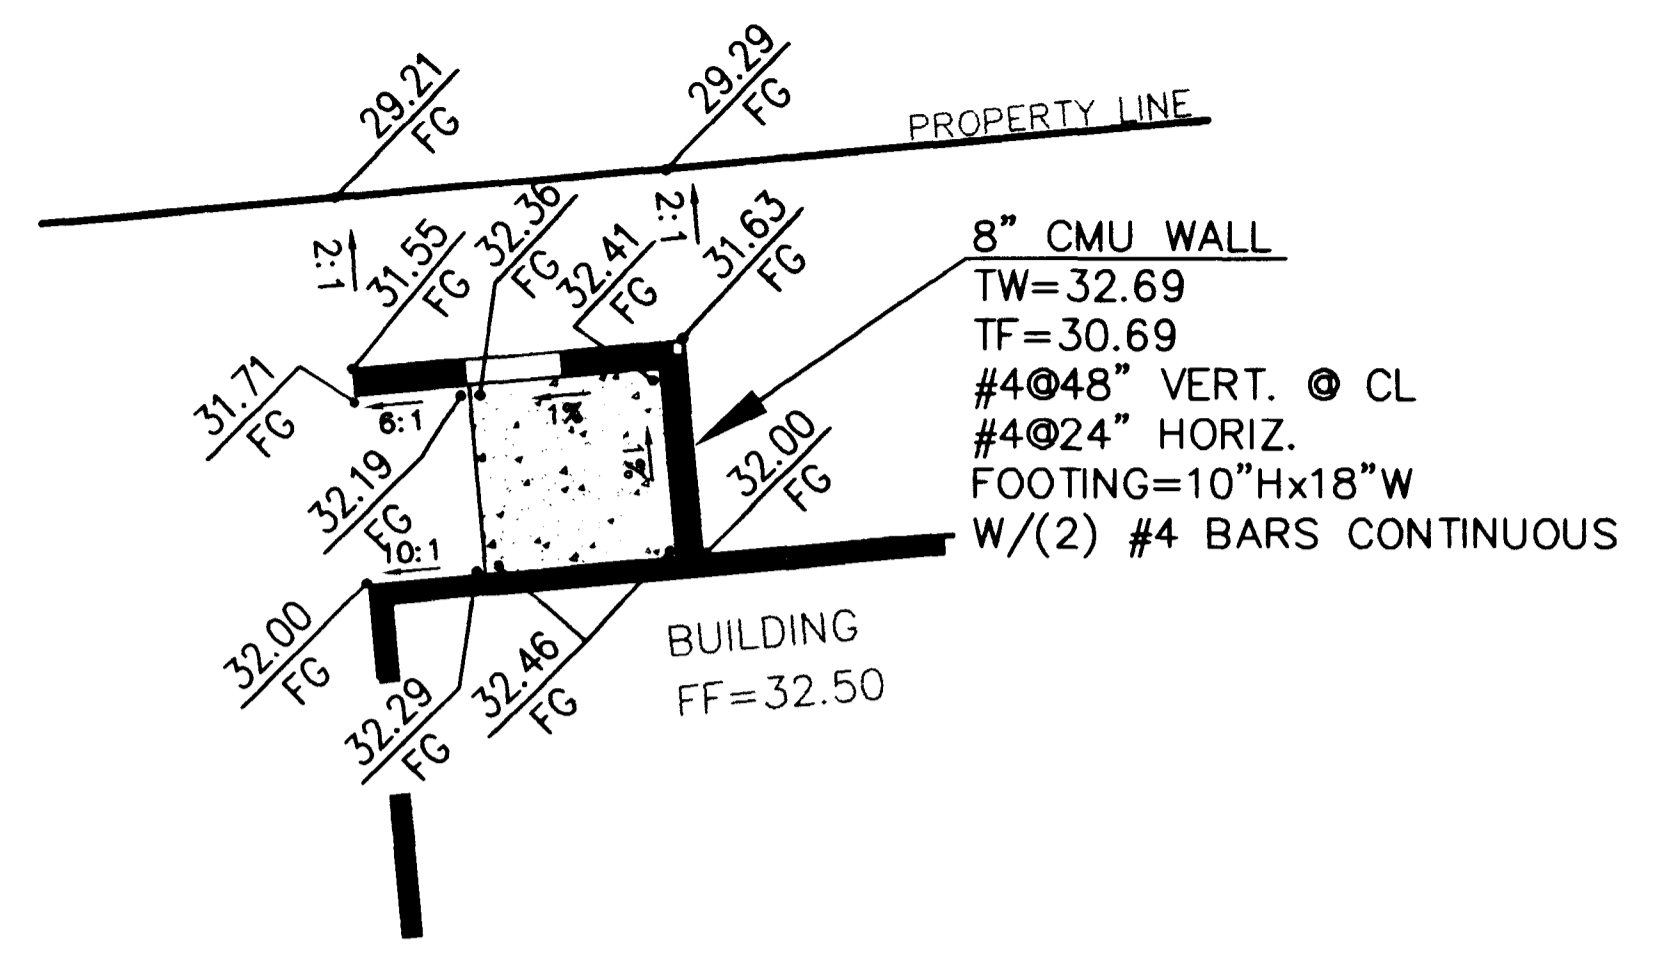 29.21
FG
29.29
FG
PROPERTY LINE
2:1
31.55
FG
32.36
FG
32.41
FG
2:1
31.63
FG
8" CMU WALL
TW=32.69
TF=30.69
#4@48" VERT. @ CL
#4@24" HORIZ.
FOOTING=10"Hx18"W
W/(2) #4 BARS CONTINUOUS
31.71
FG
6:1
1%
1%
32.00
FG
32.19
FG
10:1
32.00
FG
32.29
FG
32.46
FG
BUILDING
FF=32.50